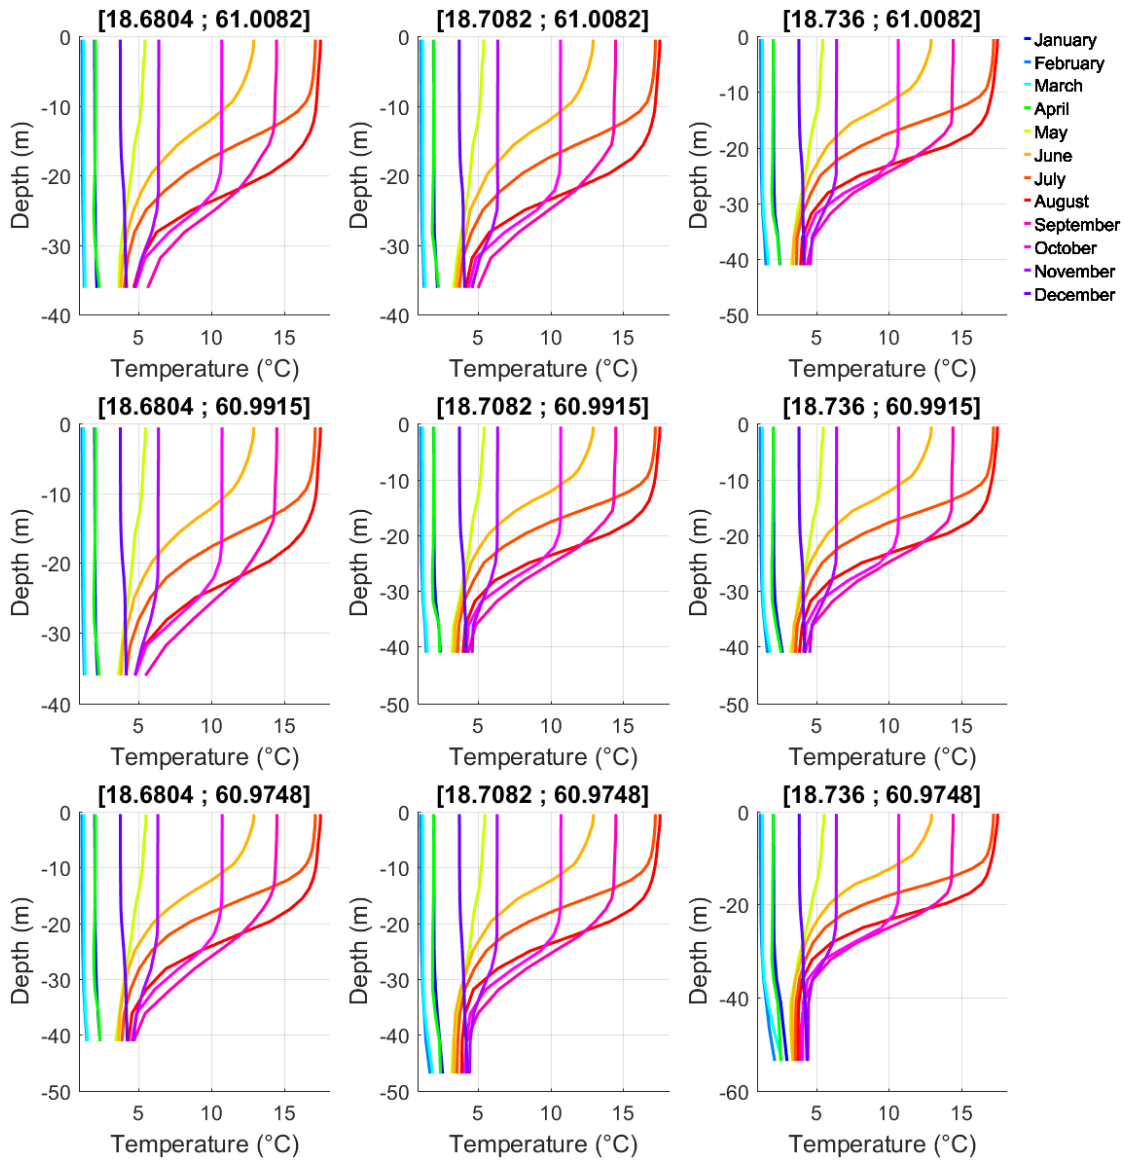 [18.6804 ; 61.0082]
[18.7082 ; 61.0082]
[18.736 ; 61.0082]
0
-10
-20
-30
-40
Depth (m)
5 10 15
Temperature (°C)
0
-10
-20
-30
-40
Depth (m)
5 10 15
Temperature (°C)
0
-10
-20
-30
-40
-50
Depth (m)
5 10 15
Temperature (°C)
January
February
March
April
May
June
July
August
September
October
November
December
[18.6804 ; 60.9915]
[18.7082 ; 60.9915]
[18.736 ; 60.9915]
0
-10
-20
-30
-40
Depth (m)
5 10 15
Temperature (°C)
0
-10
-20
-30
-40
-50
Depth (m)
5 10 15
Temperature (°C)
0
-10
-20
-30
-40
-50
Depth (m)
5 10 15
Temperature (°C)
[18.6804 ; 60.9748]
[18.7082 ; 60.9748]
[18.736 ; 60.9748]
0
-10
-20
-30
-40
-50
Depth (m)
5 10 15
Temperature (°C)
0
-10
-20
-30
-40
-50
Depth (m)
5 10 15
Temperature (°C)
0
-20
-40
-60
Depth (m)
5 10 15
Temperature (°C)